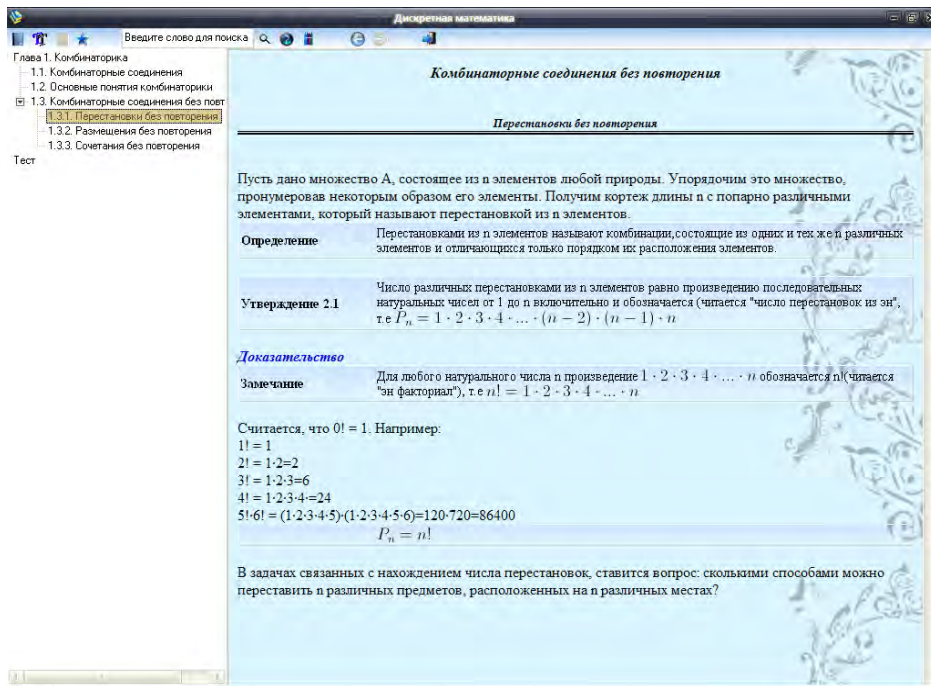 Дискретная математика
Введите слово для поиска
Глава 1. Комбинаторика
1.1. Комбинаторные соединения
1.2. Основные понятия комбинаторики
1.3. Комбинаторные соединения без повт
1.3.1. Перестановки без повторения
1.3.2. Размещения без повторения
1.3.3. Сочетания без повторения
Тест
Комбинаторные соединения без повторения
Перестановки без повторения
Пусть дано множество А, состоящее из n элементов любой природы. Упорядочим это множество,
пронумеровав некоторым образом его элементы. Получим кортеж длины n с попарно различными
элементами, который называют перестановкой из n элементов.
Определение
Перестановками из n элементов называют комбинации,состоящие из одних и тех же n различных
элементов и отличающихся только порядком их расположения элементов.
Утверждение 2.1
Число различных перестановками из n элементов равно произведению последовательных
натуральных чисел от 1 до n включительно и обозначается (читается "число перестановок из эн",
т.е P_n = 1 · 2 · 3 · 4 · ... · (n − 2) · (n − 1) · n
Доказательство
Замечание
Для любого натурального числа n произведение 1 · 2 · 3 · 4 · ... · n обозначается n!(читается
"эн факториал"), т.е n! = 1 · 2 · 3 · 4 · ... · n
Считается, что 0! = 1. Например:
1! = 1
2! = 1·2=2
3! = 1·2·3=6
4! = 1·2·3·4·=24
5!·6! = (1·2·3·4·5)·(1·2·3·4·5·6)=120·720=86400
P_n = n!
В задачах связанных с нахождением числа перестановок, ставится вопрос: сколькими способами можно
переставить n различных предметов, расположенных на n различных местах?